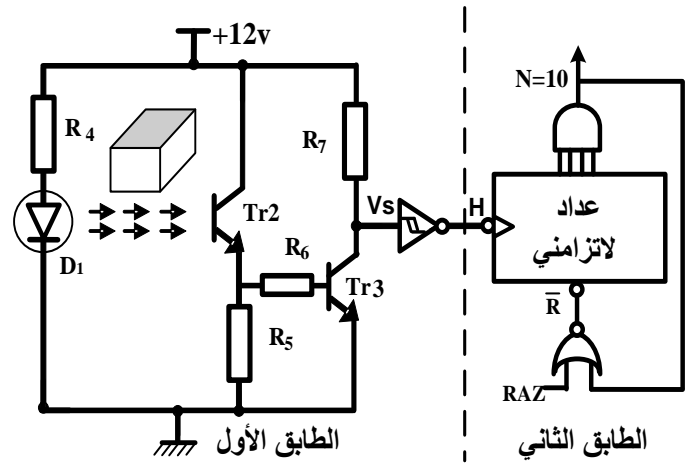 +12v
N=10
R4
R7
Vs
H
عداد
لاتزامني
Tr2
R6
D1
Tr3
R̅
R5
RAZ
الطابق الأول
الطابق الثاني